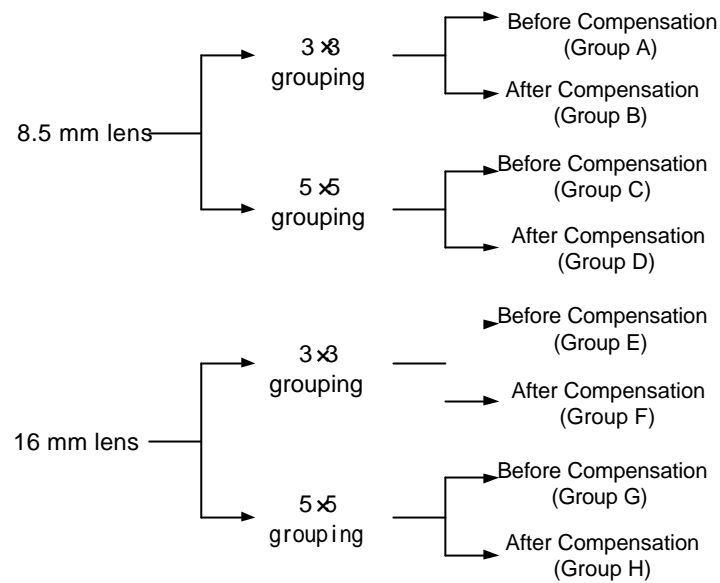 3×3
grouping
Before Compensation
(Group A)
After Compensation
(Group B)
8.5 mm lens
5×5
grouping
Before Compensation
(Group C)
After Compensation
(Group D)
3×3
grouping
Before Compensation
(Group E)
After Compensation
(Group F)
16 mm lens
5×5
grouping
Before Compensation
(Group G)
After Compensation
(Group H)